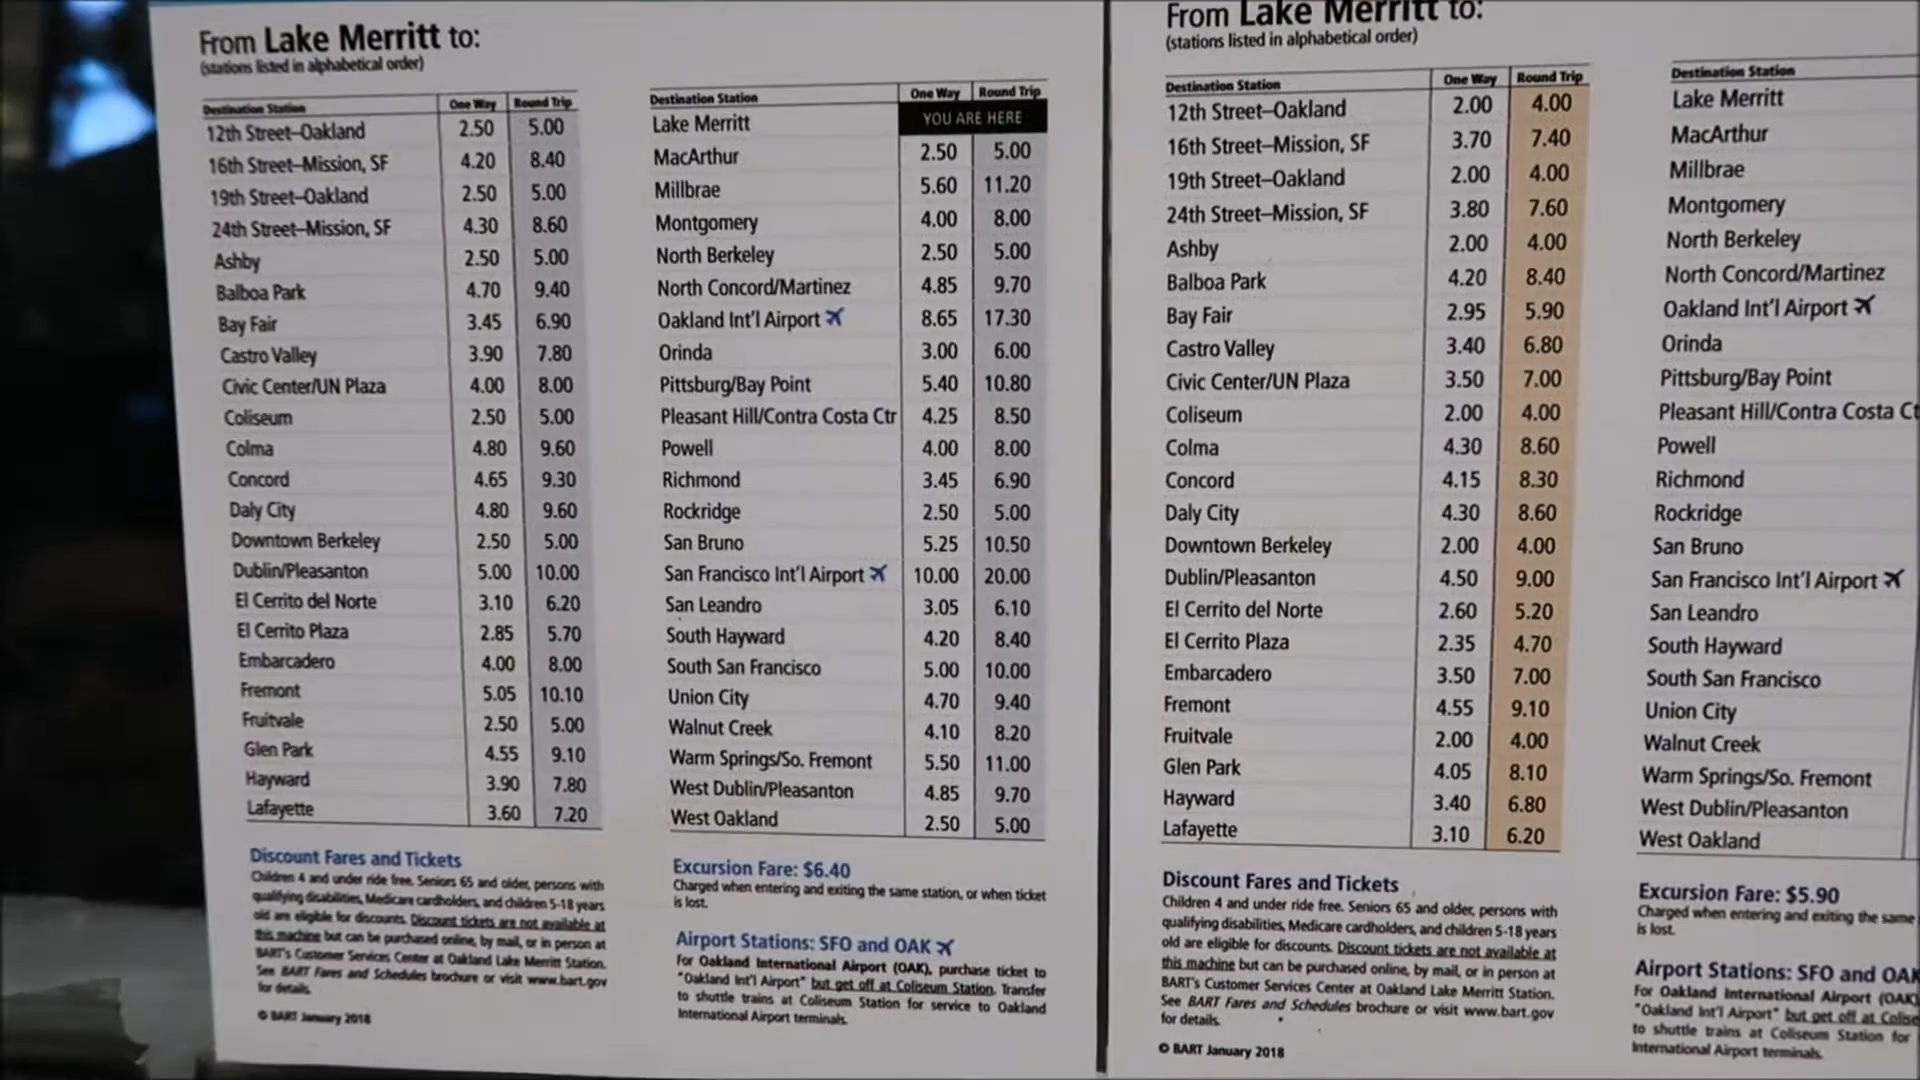 From Lake Merritt to:
(stations listed in alphabetical order)
Destination Station One Way Round Trip
12th Street–Oakland 2.50 5.00
16th Street–Mission, SF 4.20 8.40
19th Street–Oakland 2.50 5.00
24th Street–Mission, SF 4.30 8.60
Ashby 2.50 5.00
Balboa Park 4.70 9.40
Bay Fair 3.45 6.90
Castro Valley 3.90 7.80
Civic Center/UN Plaza 4.00 8.00
Coliseum 2.50 5.00
Colma 4.80 9.60
Concord 4.65 9.30
Daly City 4.80 9.60
Downtown Berkeley 2.50 5.00
Dublin/Pleasanton 5.00 10.00
El Cerrito del Norte 3.10 6.20
El Cerrito Plaza 2.85 5.70
Embarcadero 4.00 8.00
Fremont 5.05 10.10
Fruitvale 2.50 5.00
Glen Park 4.55 9.10
Hayward 3.90 7.80
Lafayette 3.60 7.20
Discount Fares and Tickets
Children 4 and under ride free. Seniors 65 and older, persons with
qualifying disabilities, Medicare cardholders, and children 5-18 years
old are eligible for discounts. Discount tickets are not available at
this machine but can be purchased online, by mail, or in person at
BART's Customer Services Center at Oakland Lake Merritt Station.
See BART Fares and Schedules brochure or visit www.bart.gov
for details.
© BART January 2018
Destination Station One Way Round Trip
Lake Merritt YOU ARE HERE
MacArthur 2.50 5.00
Millbrae 5.60 11.20
Montgomery 4.00 8.00
North Berkeley 2.50 5.00
North Concord/Martinez 4.85 9.70
Oakland Int'l Airport 8.65 17.30
Orinda 3.00 6.00
Pittsburg/Bay Point 5.40 10.80
Pleasant Hill/Contra Costa Ctr 4.25 8.50
Powell 4.00 8.00
Richmond 3.45 6.90
Rockridge 2.50 5.00
San Bruno 5.25 10.50
San Francisco Int'l Airport 10.00 20.00
San Leandro 3.05 6.10
South Hayward 4.20 8.40
South San Francisco 5.00 10.00
Union City 4.70 9.40
Walnut Creek 4.10 8.20
Warm Springs/So. Fremont 5.50 11.00
West Dublin/Pleasanton 4.85 9.70
West Oakland 2.50 5.00
Excursion Fare: $6.40
Charged when entering and exiting the same station, or when ticket
is lost.
Airport Stations: SFO and OAK
For Oakland International Airport (OAK), purchase ticket to
"Oakland Int'l Airport" but get off at Coliseum Station. Transfer
to shuttle trains at Coliseum Station for service to Oakland
International Airport terminals.
From Lake Merritt to:
(stations listed in alphabetical order)
Destination Station One Way Round Trip
12th Street–Oakland 2.00 4.00
16th Street–Mission, SF 3.70 7.40
19th Street–Oakland 2.00 4.00
24th Street–Mission, SF 3.80 7.60
Ashby 2.00 4.00
Balboa Park 4.20 8.40
Bay Fair 2.95 5.90
Castro Valley 3.40 6.80
Civic Center/UN Plaza 3.50 7.00
Coliseum 2.00 4.00
Colma 4.30 8.60
Concord 4.15 8.30
Daly City 4.30 8.60
Downtown Berkeley 2.00 4.00
Dublin/Pleasanton 4.50 9.00
El Cerrito del Norte 2.60 5.20
El Cerrito Plaza 2.35 4.70
Embarcadero 3.50 7.00
Fremont 4.55 9.10
Fruitvale 2.00 4.00
Glen Park 4.05 8.10
Hayward 3.40 6.80
Lafayette 3.10 6.20
Discount Fares and Tickets
Children 4 and under ride free. Seniors 65 and older, persons with
qualifying disabilities, Medicare cardholders, and children 5-18 years
old are eligible for discounts. Discount tickets are not available at
this machine but can be purchased online, by mail, or in person at
BART's Customer Services Center at Oakland Lake Merritt Station.
See BART Fares and Schedules brochure or visit www.bart.gov
for details.
© BART January 2018
Destination Station
Lake Merritt
MacArthur
Millbrae
Montgomery
North Berkeley
North Concord/Martinez
Oakland Int'l Airport
Orinda
Pittsburg/Bay Point
Pleasant Hill/Contra Costa Ct
Powell
Richmond
Rockridge
San Bruno
San Francisco Int'l Airport
San Leandro
South Hayward
South San Francisco
Union City
Walnut Creek
Warm Springs/So. Fremont
West Dublin/Pleasanton
West Oakland
Excursion Fare: $5.90
Charged when entering and exiting the same
is lost.
Airport Stations: SFO and OAK
For Oakland International Airport (OAK)
"Oakland Int'l Airport" but get off at Colise
to shuttle trains at Coliseum Station for
International Airport terminals.